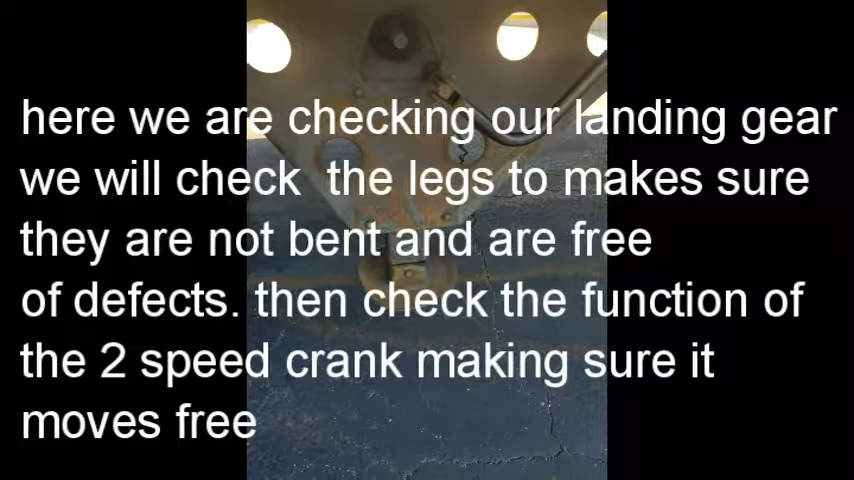 here we are checking our landing gear
we will check  the legs to makes sure
they are not bent and are free
of defects. then check the function of
the 2 speed crank making sure it
moves free